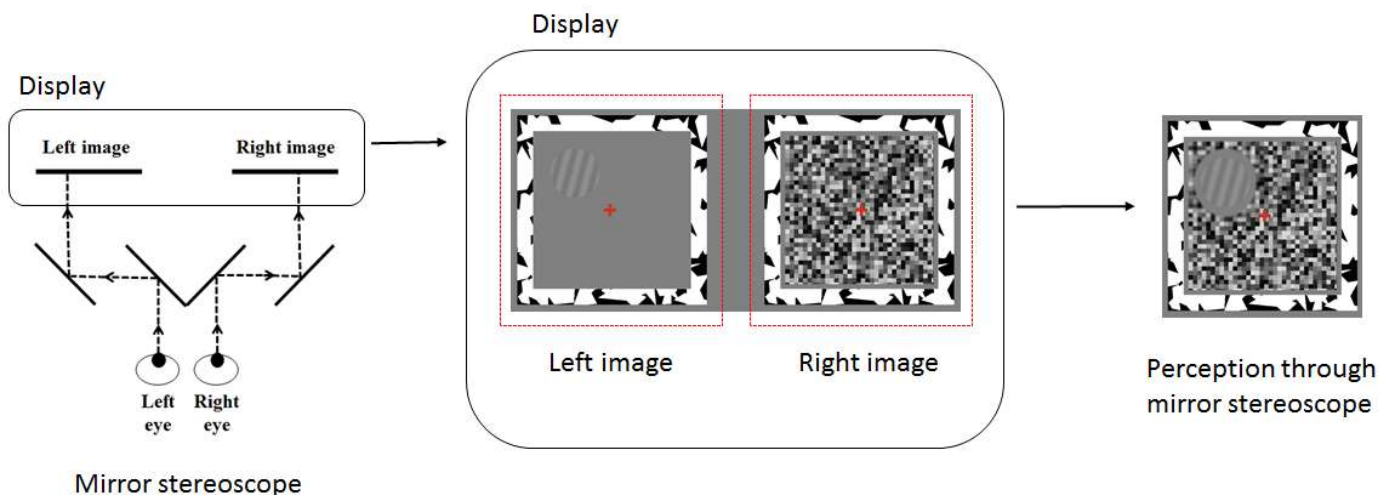 Display
Left image
Right image
Left
eye
Right
eye
Mirror stereoscope
Display
Left image
Right image
Perception through
mirror stereoscope